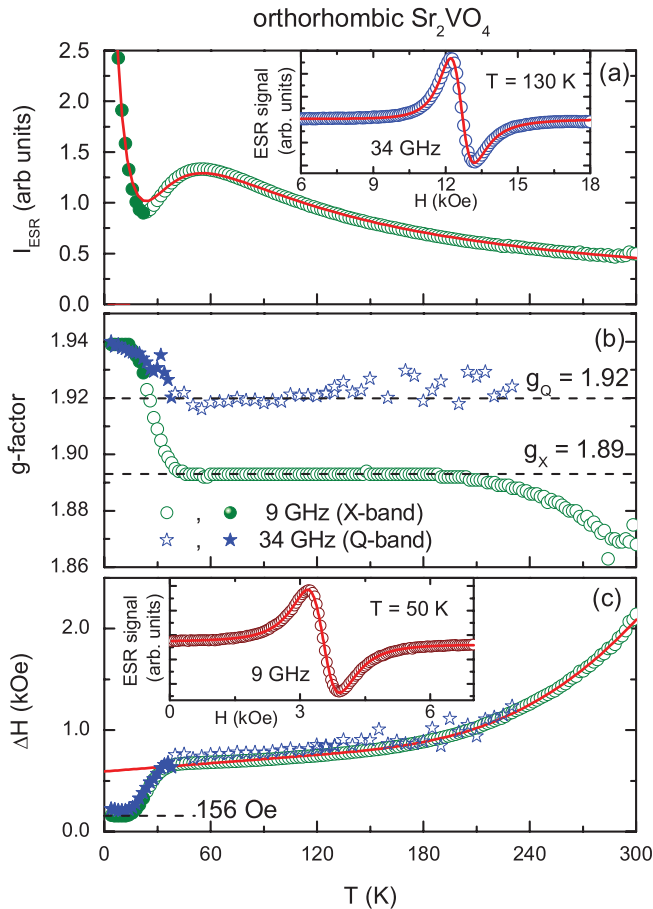 orthorhombic Sr₂VO₄
I_ESR (arb units)
2.5
2.0
1.5
1.0
0.5
0.0
(a)
ESR signal
(arb. units)
T = 130 K
34 GHz
6 9 12 15 18
H (kOe)
g-factor
1.94
1.92
1.90
1.88
1.86
(b)
g_Q = 1.92
g_X = 1.89
, 9 GHz (X-band)
, 34 GHz (Q-band)
ΔH (kOe)
2.0
1.0
0.0
(c)
ESR signal
(arb. units)
T = 50 K
9 GHz
0 3 6
H (kOe)
156 Oe
0 60 120 180 240 300
T (K)